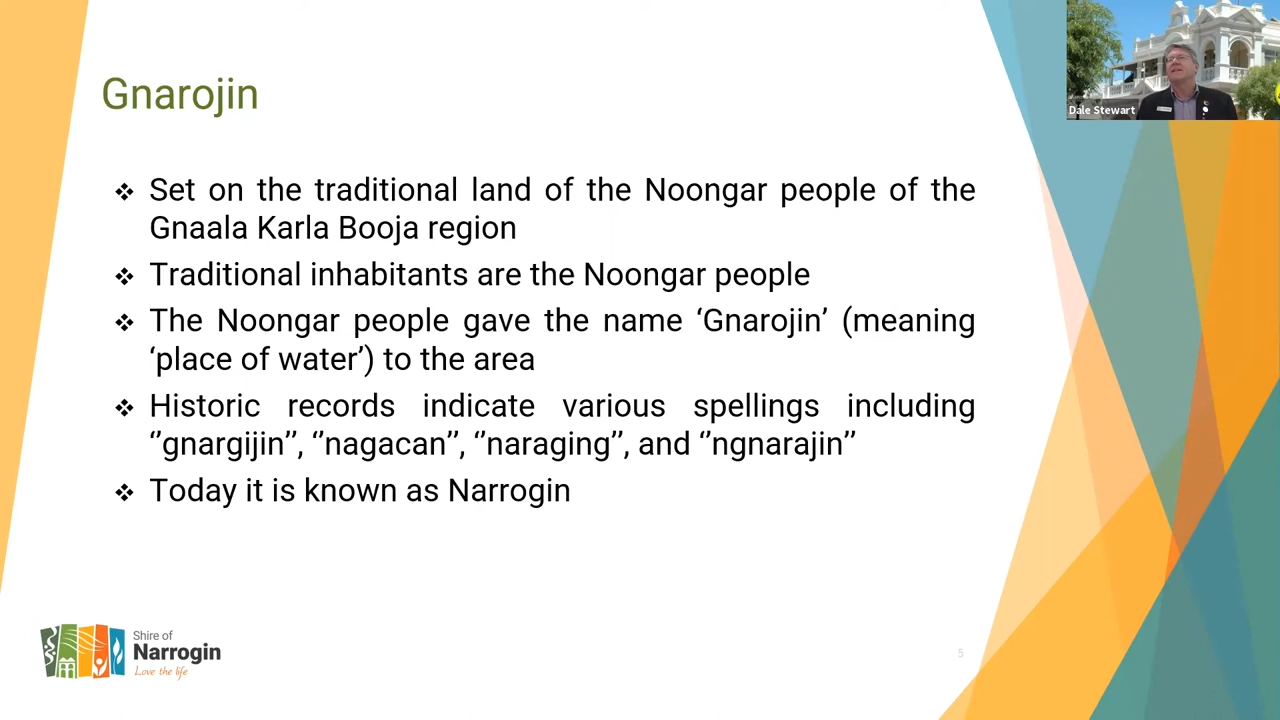 Gnarojin
❖ Set on the traditional land of the Noongar people of the
Gnaala Karla Booja region
❖ Traditional inhabitants are the Noongar people
❖ The Noongar people gave the name ‘Gnarojin’ (meaning
‘place of water’) to the area
❖ Historic records indicate various spellings including
‘’gnargijin’’, ‘’nagacan’’, ‘’naraging’’, and ‘’ngnarajin’’
❖ Today it is known as Narrogin
Dale Stewart
Shire of
Narrogin
Love the life
5